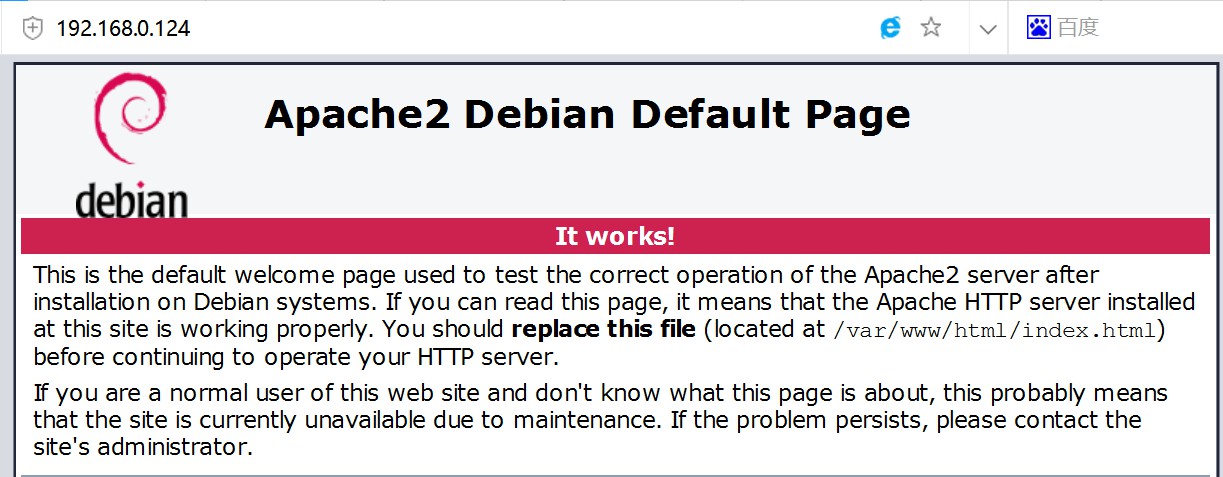 192.168.0.124
百度
debian
Apache2 Debian Default Page
It works!
This is the default welcome page used to test the correct operation of the Apache2 server after
installation on Debian systems. If you can read this page, it means that the Apache HTTP server installed
at this site is working properly. You should replace this file (located at /var/www/html/index.html)
before continuing to operate your HTTP server.
If you are a normal user of this web site and don't know what this page is about, this probably means
that the site is currently unavailable due to maintenance. If the problem persists, please contact the
site's administrator.